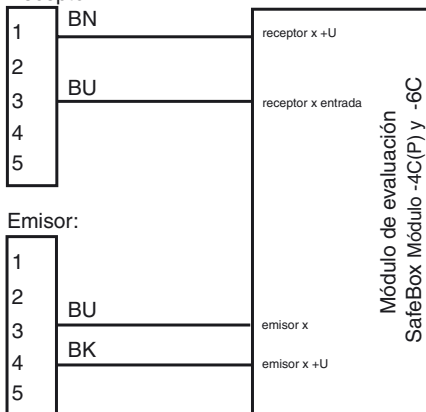 1
BN
receptor x +U
2
3
BU
receptor x entrada
4
5
Emisor:
1
2
3
BU
emisor x
4
BK
emisor x +U
5
Módulo de evaluación
SafeBox Módulo -4C(P) y -6C